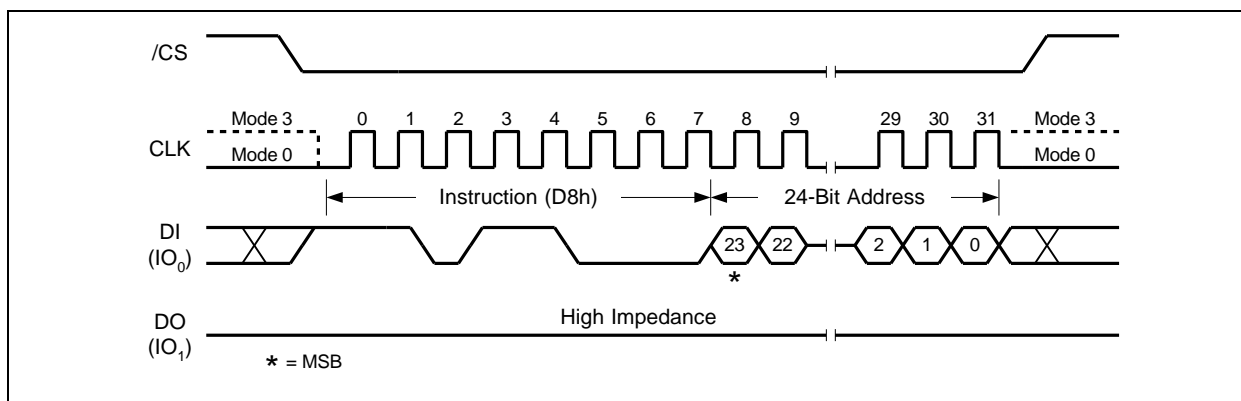 /CS
Mode 3 0 1 2 3 4 5 6 7 8 9 29 30 31 Mode 3
CLK
Mode 0 Mode 0
Instruction (D8h) 24-Bit Address
DI
(IO0)
23 22 2 1 0
*
High Impedance
DO
(IO1)
* = MSB